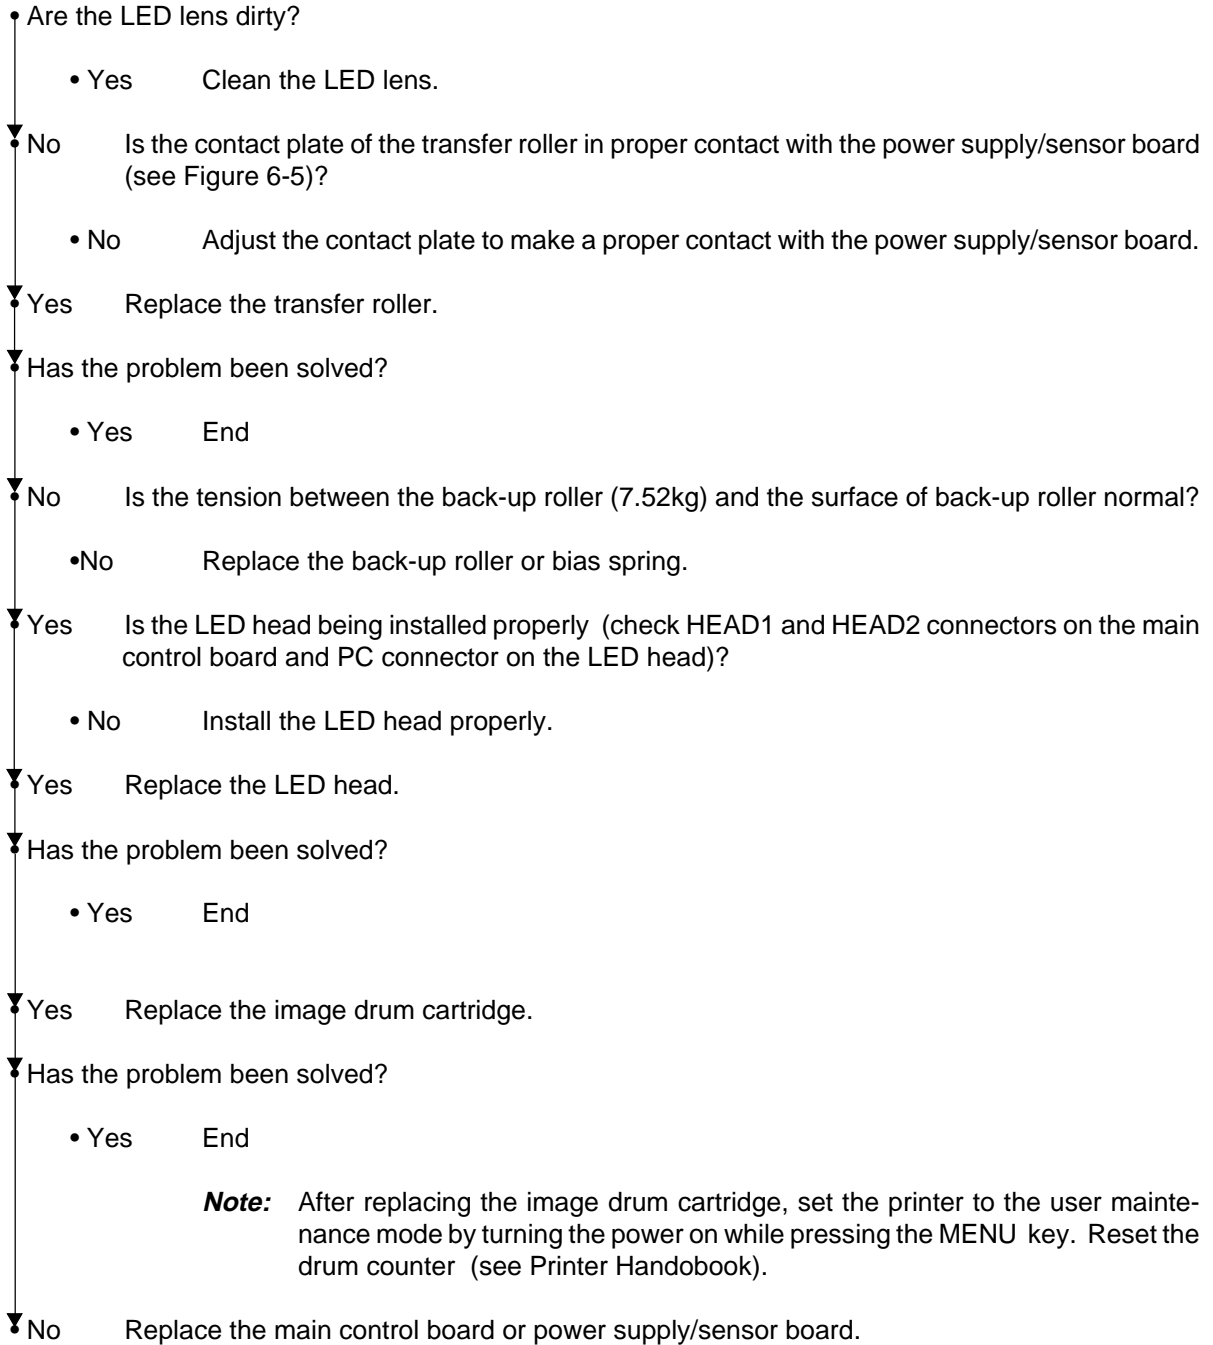 • Are the LED lens dirty?
• Yes Clean the LED lens.
• No Is the contact plate of the transfer roller in proper contact with the power supply/sensor board
(see Figure 6-5)?
• No Adjust the contact plate to make a proper contact with the power supply/sensor board.
• Yes Replace the transfer roller.
• Has the problem been solved?
• Yes End
• No Is the tension between the back-up roller (7.52kg) and the surface of back-up roller normal?
•No Replace the back-up roller or bias spring.
• Yes Is the LED head being installed properly (check HEAD1 and HEAD2 connectors on the main
control board and PC connector on the LED head)?
• No Install the LED head properly.
• Yes Replace the LED head.
• Has the problem been solved?
• Yes End
• Yes Replace the image drum cartridge.
• Has the problem been solved?
• Yes End
Note: After replacing the image drum cartridge, set the printer to the user mainte-
nance mode by turning the power on while pressing the MENU key. Reset the
drum counter (see Printer Handobook).
• No Replace the main control board or power supply/sensor board.